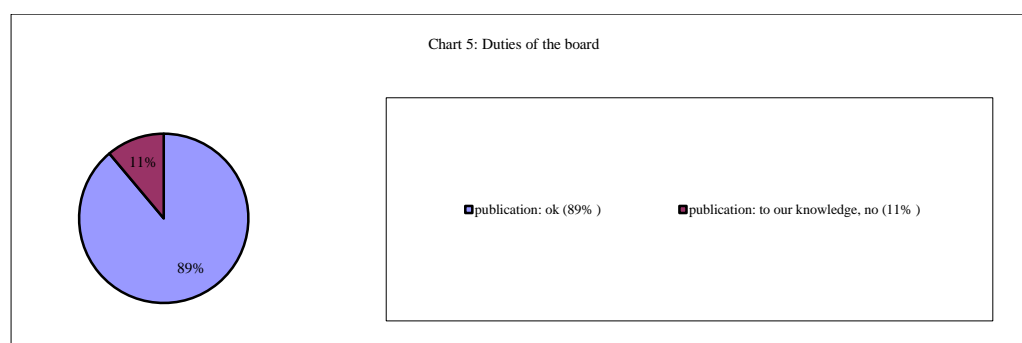 Chart 5: Duties of the board
11%
89%
publication: ok (89% )
publication: to our knowledge, no (11% )